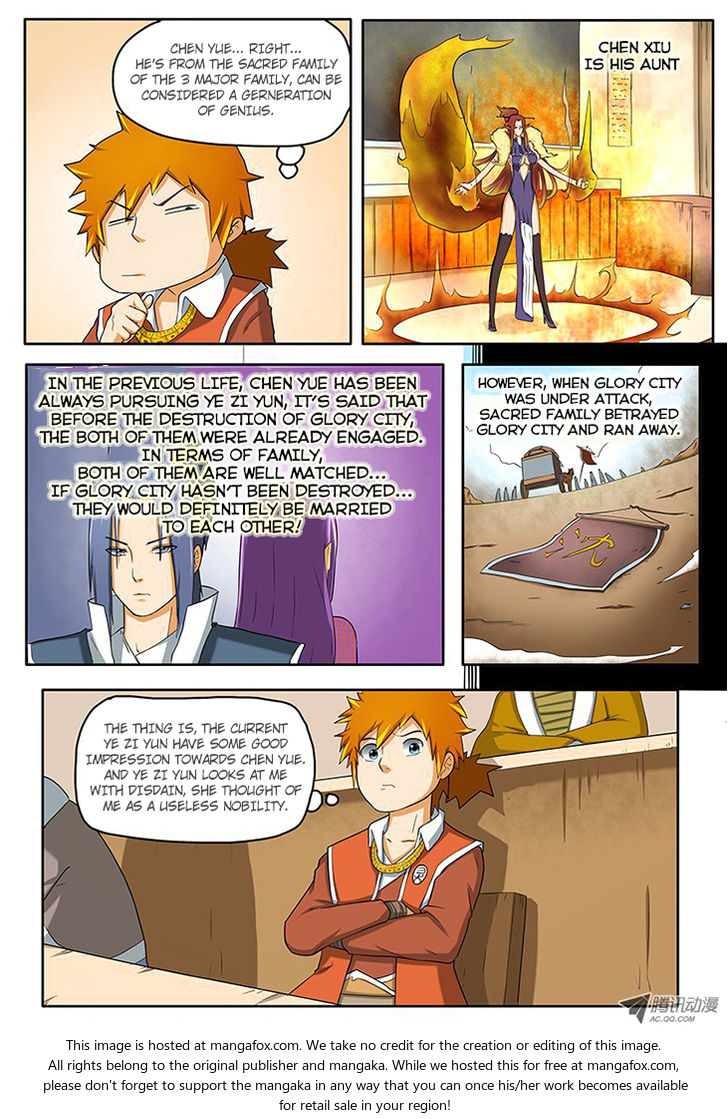 CHEN YUE... RIGHT...
HE'S FROM THE SACRED FAMILY
OF THE 3 MAJOR FAMILY, CAN BE
CONSIDERED A GERNERATION
OF GENIUS.
CHEN XIU
IS HIS AUNT
IN THE PREVIOUS LIFE, CHEN YUE HAS BEEN
ALWAYS PURSUING YE ZI YUN, IT'S SAID THAT
BEFORE THE DESTRUCTION OF GLORY CITY,
THE BOTH OF THEM WERE ALREADY ENGAGED.
IN TERMS OF FAMILY,
BOTH OF THEM ARE WELL MATCHED...
IF GLORY CITY HASN'T BEEN DESTROYED...
THEY WOULD DEFINITELY BE MARRIED
TO EACH OTHER!
HOWEVER, WHEN GLORY CITY
WAS UNDER ATTACK,
SACRED FAMILY BETRAYED
GLORY CITY AND RAN AWAY.
THE THING IS, THE CURRENT
YE ZI YUN HAVE SOME GOOD
IMPRESSION TOWARDS CHEN YUE.
AND YE ZI YUN LOOKS AT ME
WITH DISDAIN, SHE THOUGHT OF
ME AS A USELESS NOBILITY.
腾讯动漫
AC.QQ.COM
This image is hosted at mangafox.com. We take no credit for the creation or editing of this image.
All rights belong to the original publisher and mangaka. While we hosted this for free at mangafox.com,
please don't forget to support the mangaka in any way that you can once his/her work becomes available
for retail sale in your region!